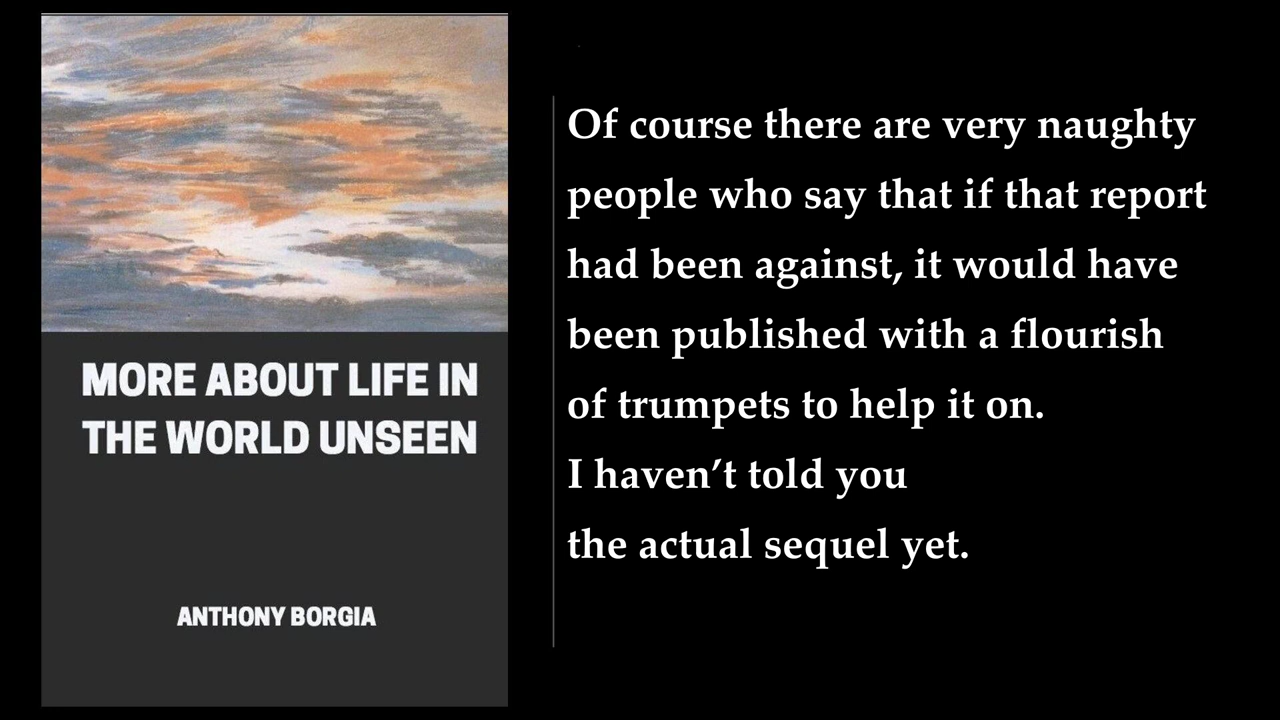 MORE ABOUT LIFE IN
THE WORLD UNSEEN
ANTHONY BORGIA
Of course there are very naughty
people who say that if that report
had been against, it would have
been published with a flourish
of trumpets to help it on.
I haven’t told you
the actual sequel yet.